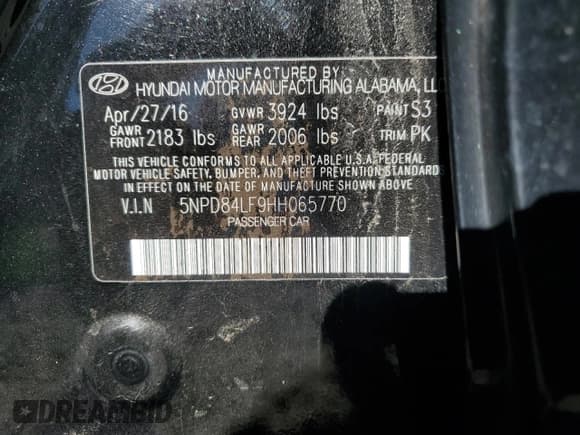 MANUFACTURED BY
HYUNDAI MOTOR MANUFACTURING ALABAMA, LL
Apr/27/16 GVWR 3924 lbs PAINT S3
GAWR FRONT 2183 lbs GAWR REAR 2006 lbs TRIM PK
THIS VEHICLE CONFORMS TO ALL APPLICABLE U.S.A. FEDERAL
MOTOR VEHICLE SAFETY, BUMPER, AND THEFT PREVENTION STANDARD
IN EFFECT ON THE DATE OF MANUFACTURE SHOWN ABOVE.
V.I.N 5NPD84LF9HH065770
PASSENGER CAR
DREAMBID